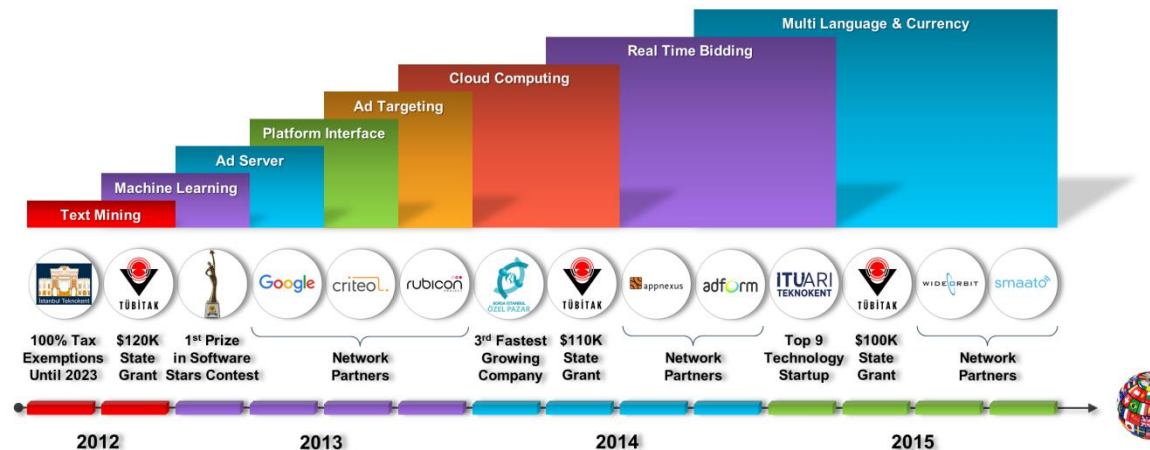 Multi Language & Currency
Real Time Bidding
Cloud Computing
Ad Targeting
Platform Interface
Ad Server
Machine Learning
Text Mining
İstanbul Teknokent
TÜBİTAK
Google
criteo
rubicon
PROJECT
BORSA İSTANBUL
ÖZEL PAZAR
TÜBİTAK
appnexus
adform
ITUARI
TEKNOKENT
TÜBİTAK
WIDEORBIT
smaato
100% Tax
Exemptions
Until 2023
$120K
State
Grant
1st Prize
in Software
Stars Contest
Network
Partners
3rd Fastest
Growing
Company
$110K
State
Grant
Network
Partners
Top 9
Technology
Startup
$100K
State
Grant
Network
Partners
2012
2013
2014
2015